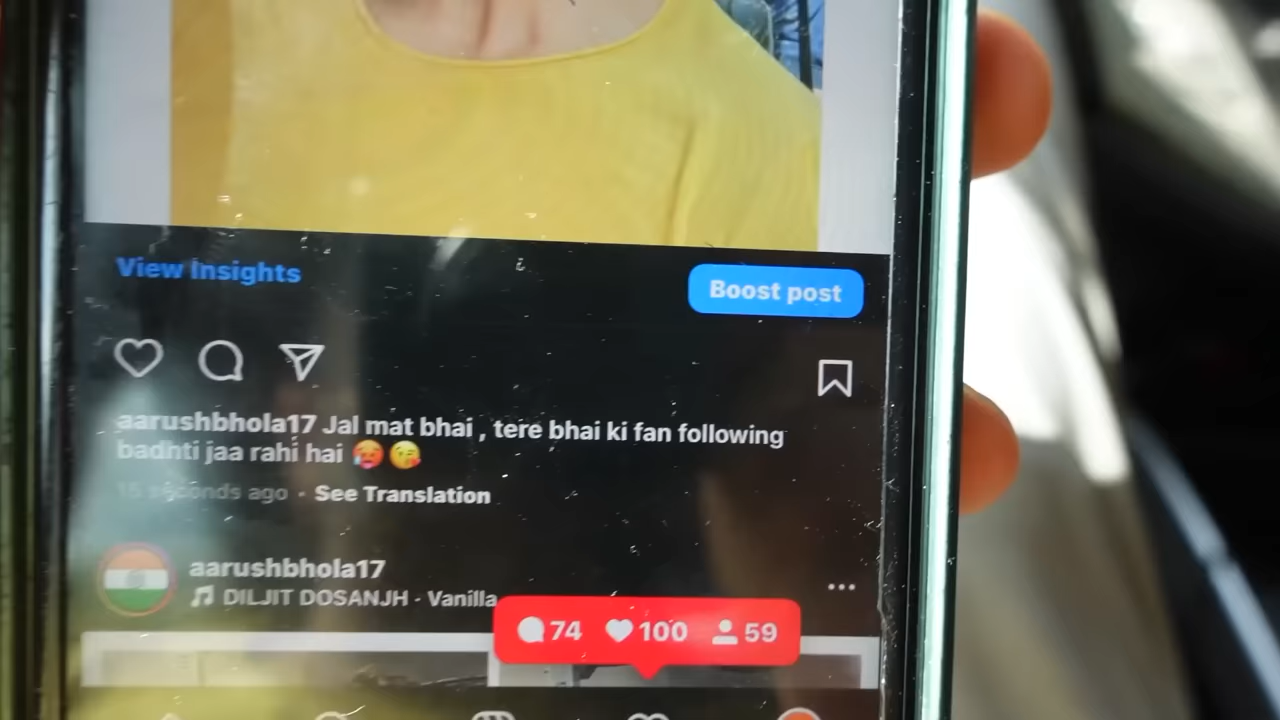 View Insights
Boost post
aarushbhola17 Jal mat bhai , tere bhai ki fan following
badhti jaa rahi hai 🥵😘
15 seconds ago · See Translation
aarushbhola17
DILJIT DOSANJH · Vanilla
74 100 59